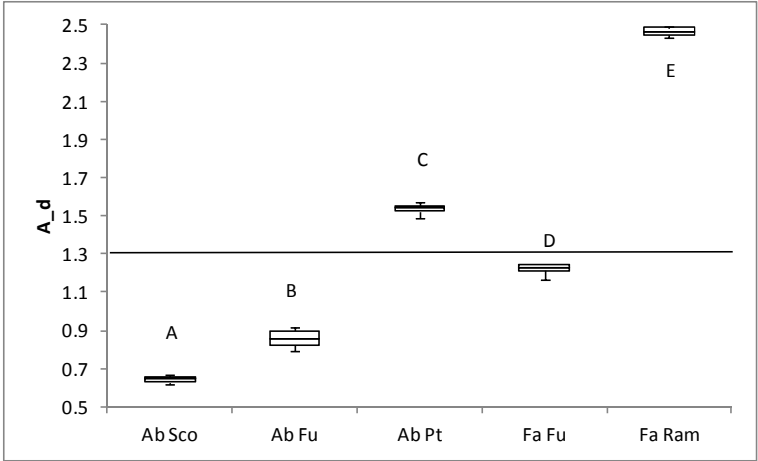 2.5
2.3
2.1
1.9
1.7
1.5
1.3
1.1
0.9
0.7
0.5
A_d
A
B
C
D
E
Ab Sco Ab Fu Ab Pt Fa Fu Fa Ram